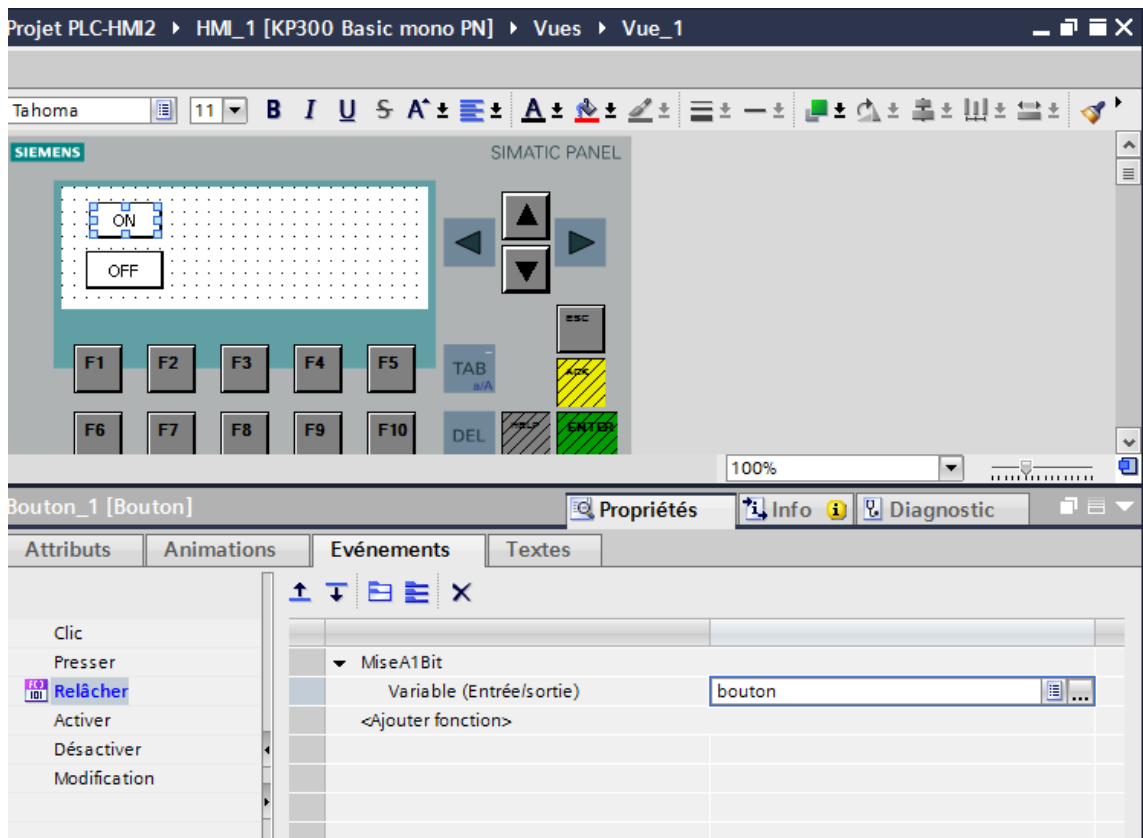 Projet PLC-HMI2 ▸ HMI_1 [KP300 Basic mono PN] ▸ Vues ▸ Vue_1
Tahoma 11 B I U S A A
SIEMENS SIMATIC PANEL
ON
OFF
ESC
F1 F2 F3 F4 F5 TAB a/A ACK
F6 F7 F8 F9 F10 DEL HELP ENTER
100%
Bouton_1 [Bouton] Propriétés Info Diagnostic
Attributs Animations Evénements Textes
Clic
Presser MiseA1Bit
Relâcher Variable (Entrée/sortie) bouton ...
Activer <Ajouter fonction>
Désactiver
Modification